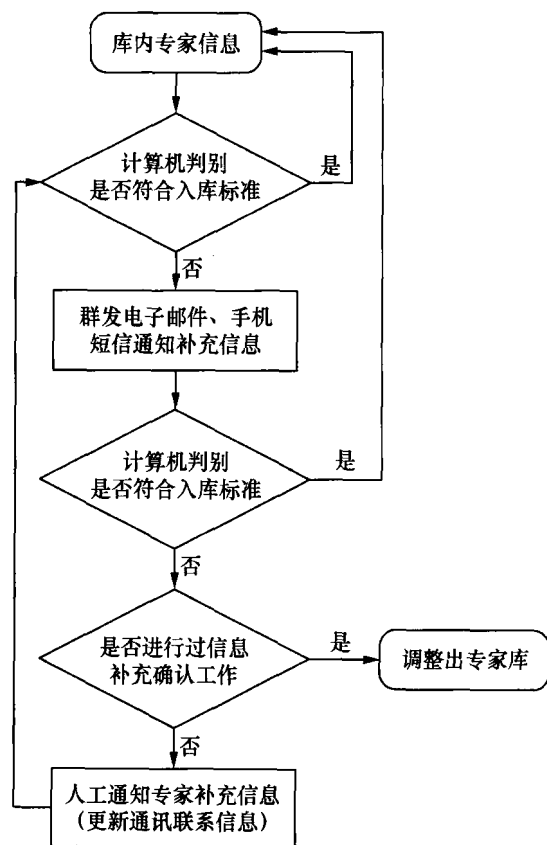 库内专家信息
计算机判别
是否符合入库标准
是
否
群发电子邮件、手机
短信通知补充信息
计算机判别
是否符合入库标准
是
否
是否进行过信息
补充确认工作
是
调整出专家库
否
人工通知专家补充信息
(更新通讯联系信息)